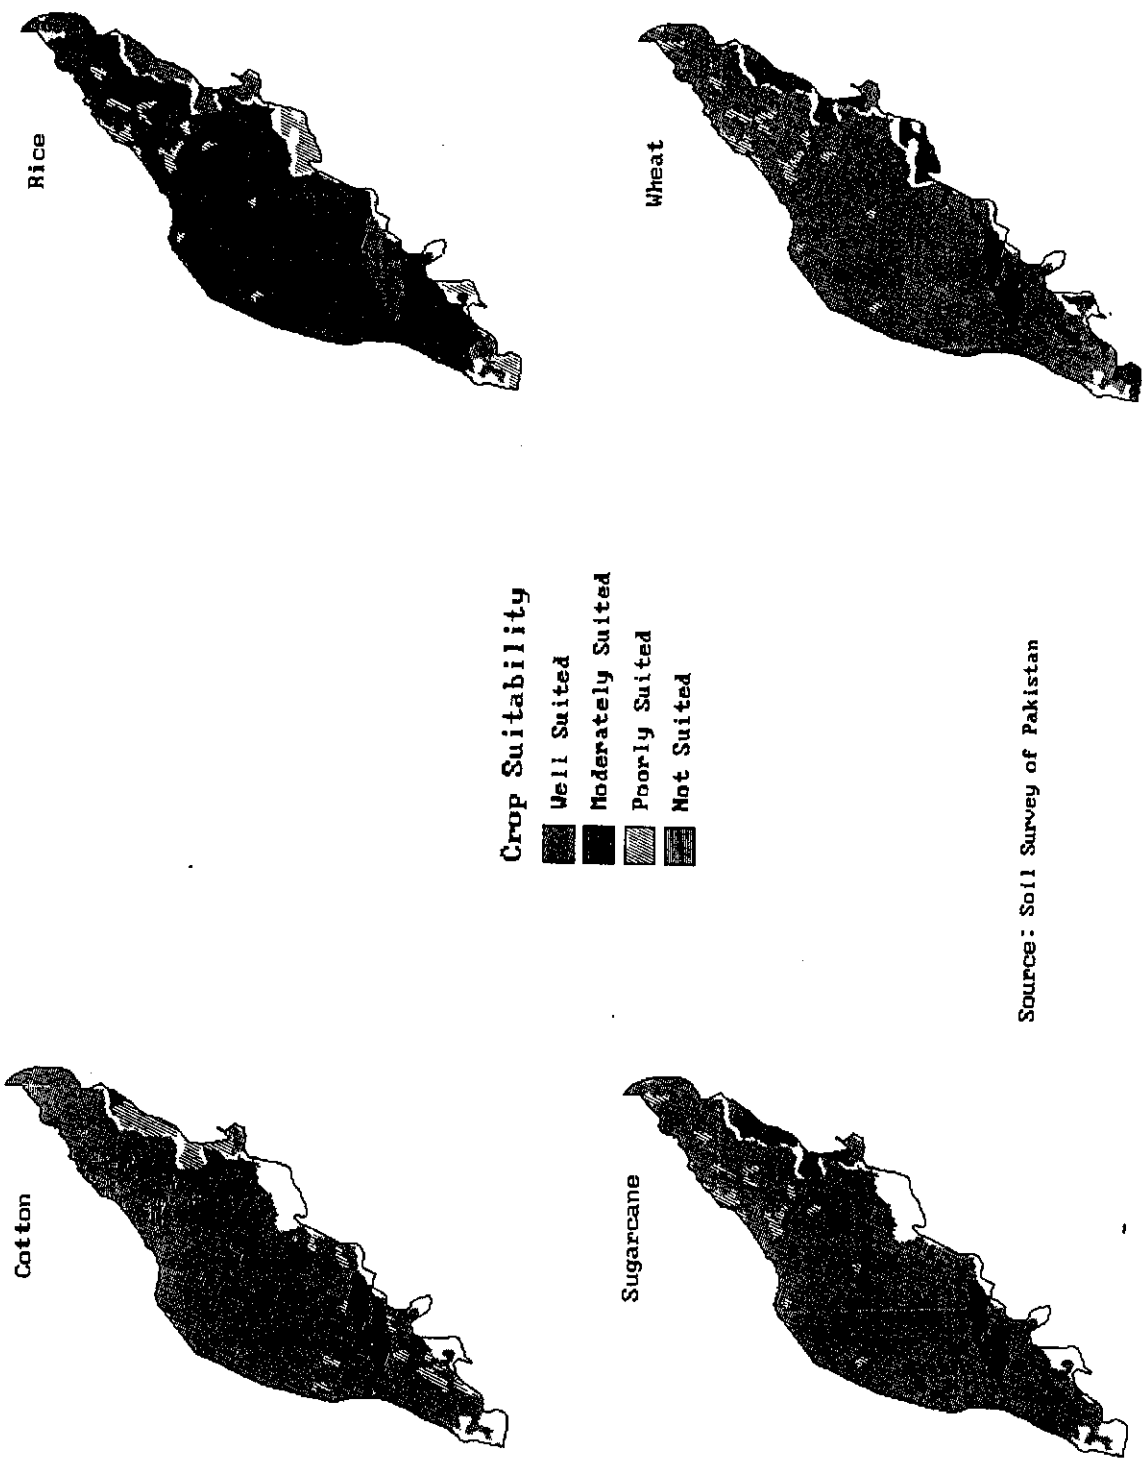 Cotton
Rice
Crop Suitability
Well Suited
Moderately Suited
Poorly Suited
Not Suited
Sugarcane
Wheat
Source: Soil Survey of Pakistan